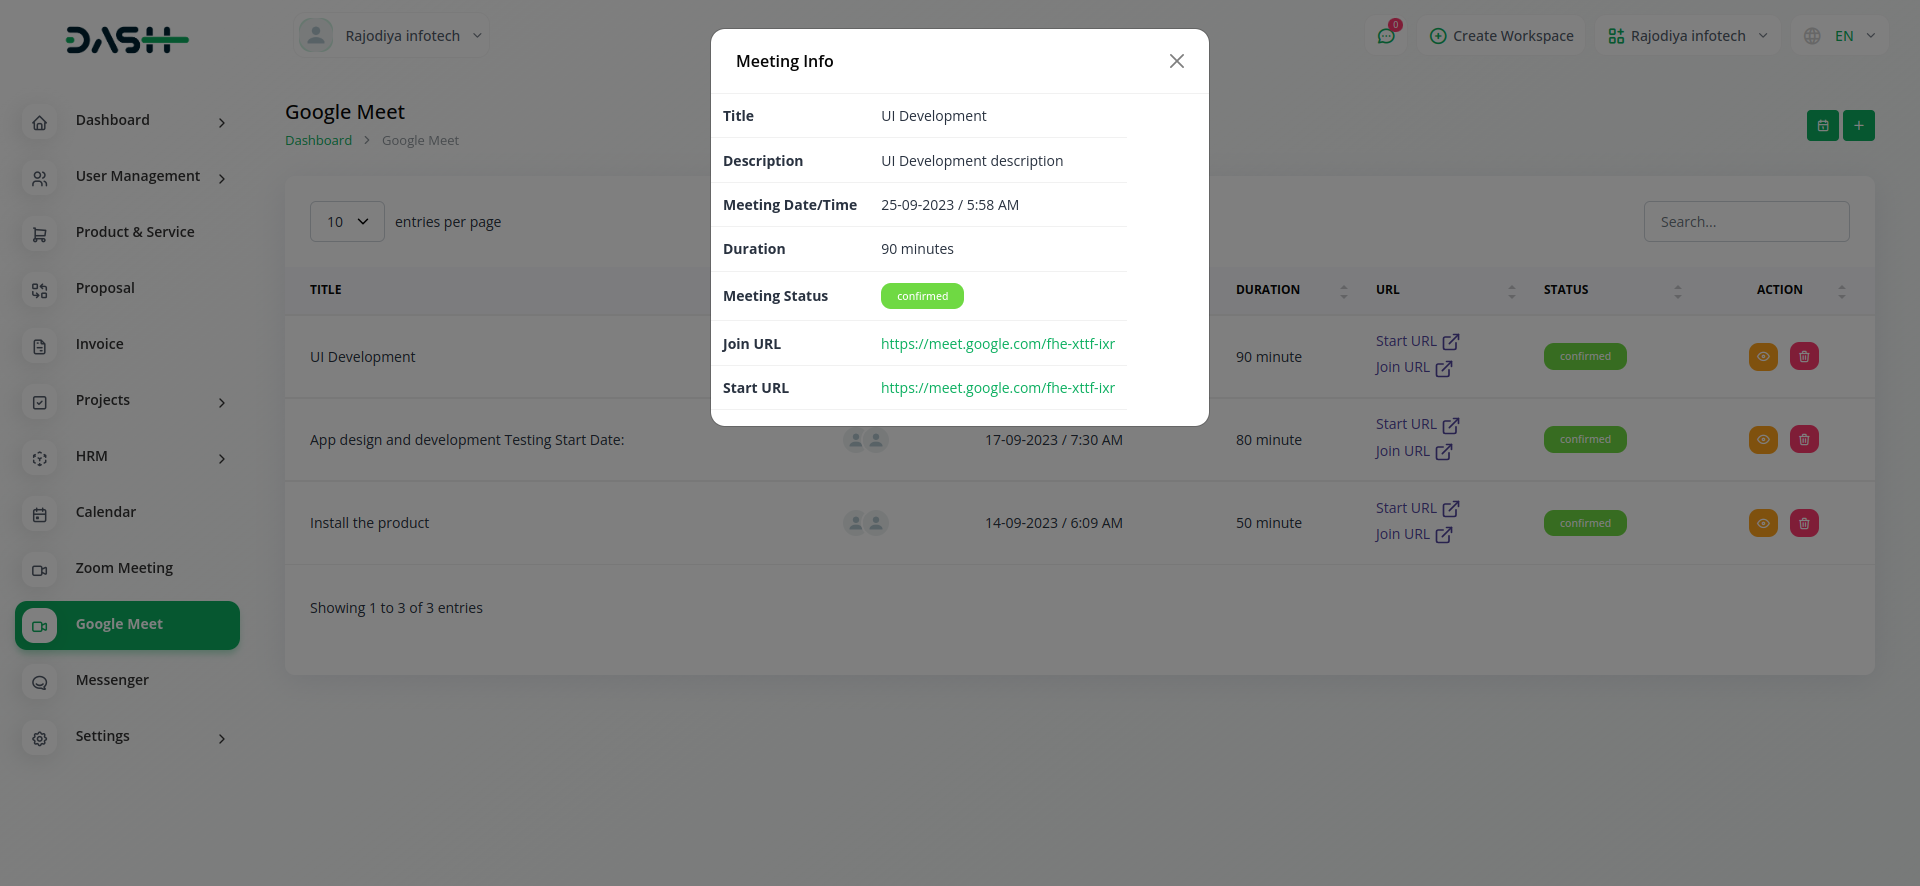 DASH
Rajodiya infotech
0
Create Workspace
Rajodiya infotech
EN
Dashboard
User Management
Product & Service
Proposal
Invoice
Projects
HRM
Calendar
Zoom Meeting
Google Meet
Messenger
Settings
Google Meet
Dashboard > Google Meet
10 entries per page
Search...
TITLE DURATION URL STATUS ACTION
UI Development 90 minute Start URL Join URL confirmed
App design and development Testing Start Date: 17-09-2023 / 7:30 AM 80 minute Start URL Join URL confirmed
Install the product 14-09-2023 / 6:09 AM 50 minute Start URL Join URL confirmed
Showing 1 to 3 of 3 entries
Meeting Info
Title UI Development
Description UI Development description
Meeting Date/Time 25-09-2023 / 5:58 AM
Duration 90 minutes
Meeting Status confirmed
Join URL https://meet.google.com/fhe-xttf-ixr
Start URL https://meet.google.com/fhe-xttf-ixr